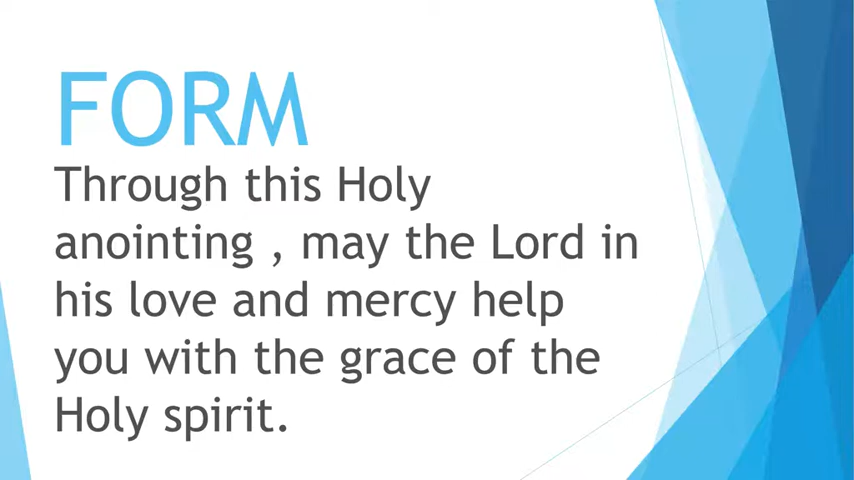 FORM
Through this Holy
anointing , may the Lord in
his love and mercy help
you with the grace of the
Holy spirit.